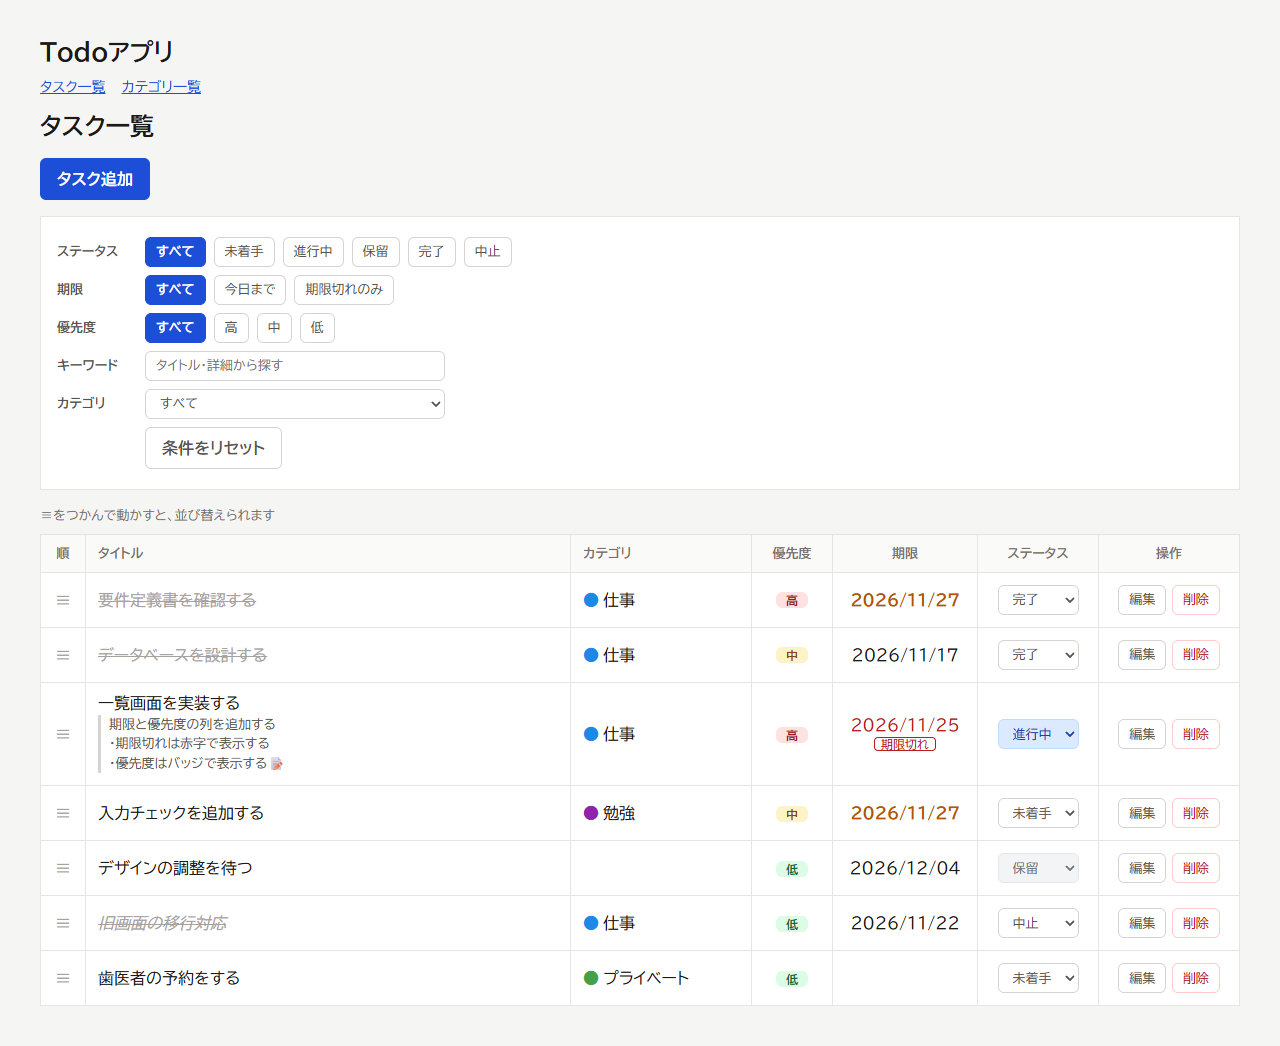 Todoアプリ
タスク一覧 カテゴリ一覧
タスク一覧
タスク追加
ステータス すべて 未着手 進行中 保留 完了 中止
期限 すべて 今日まで 期限切れのみ
優先度 すべて 高 中 低
キーワード タイトル・詳細から探す
カテゴリ すべて
条件をリセット
≡をつかんで動かすと、並び替えられます
順 タイトル カテゴリ 優先度 期限 ステータス 操作
≡ 要件定義書を確認する 仕事 高 2026/11/27 完了 編集 削除
≡ データベースを設計する 仕事 中 2026/11/17 完了 編集 削除
≡ 一覧画面を実装する 仕事 高 2026/11/25 進行中 編集 削除
期限と優先度の列を追加する 期限切れ
・期限切れは赤字で表示する
・優先度はバッジで表示する📝
≡ 入力チェックを追加する 勉強 中 2026/11/27 未着手 編集 削除
≡ デザインの調整を待つ 低 2026/12/04 保留 編集 削除
≡ 旧画面の移行対応 仕事 低 2026/11/22 中止 編集 削除
≡ 歯医者の予約をする プライベート 低 未着手 編集 削除